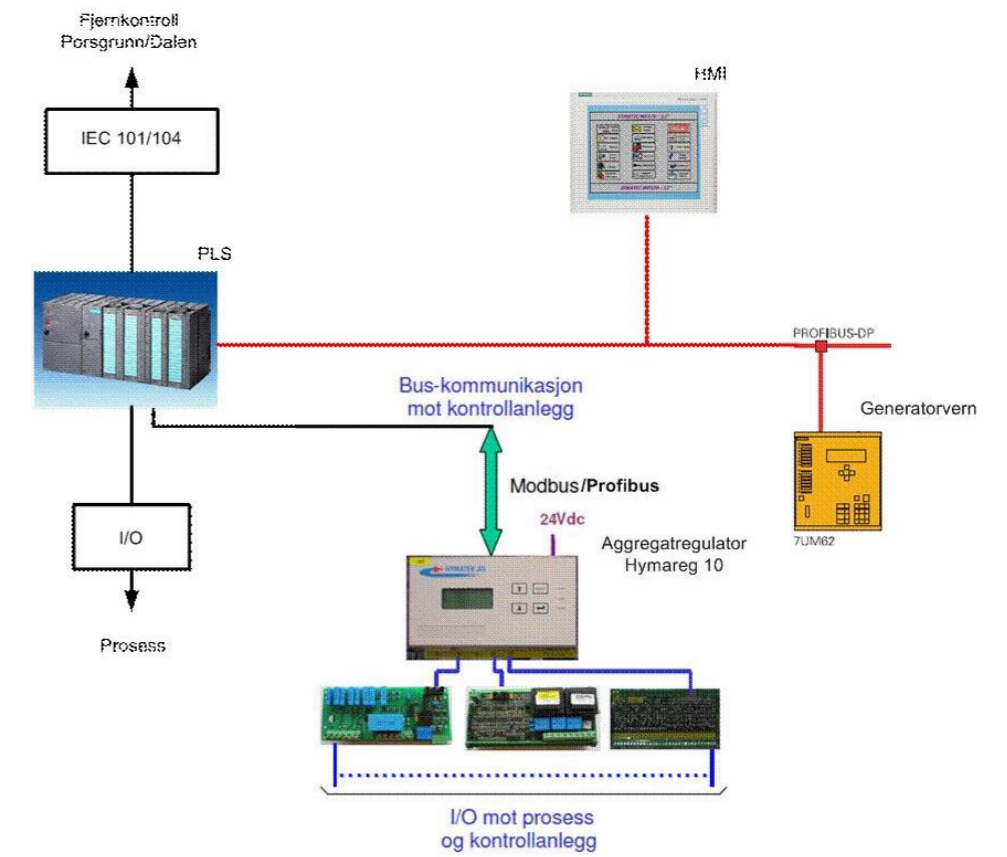 Fjernkontroll
Porsgrunn/Dalen
IEC 101/104
HMI
PLS
PROFIBUS-DP
Bus-kommunikasjon
mot kontrollanlegg
Generatorvern
Modbus/Profibus
24Vdc
I/O
7UM62
Aggregatregulator
Hymareg 10
Prosess
I/O mot prosess
og kontrollanlegg